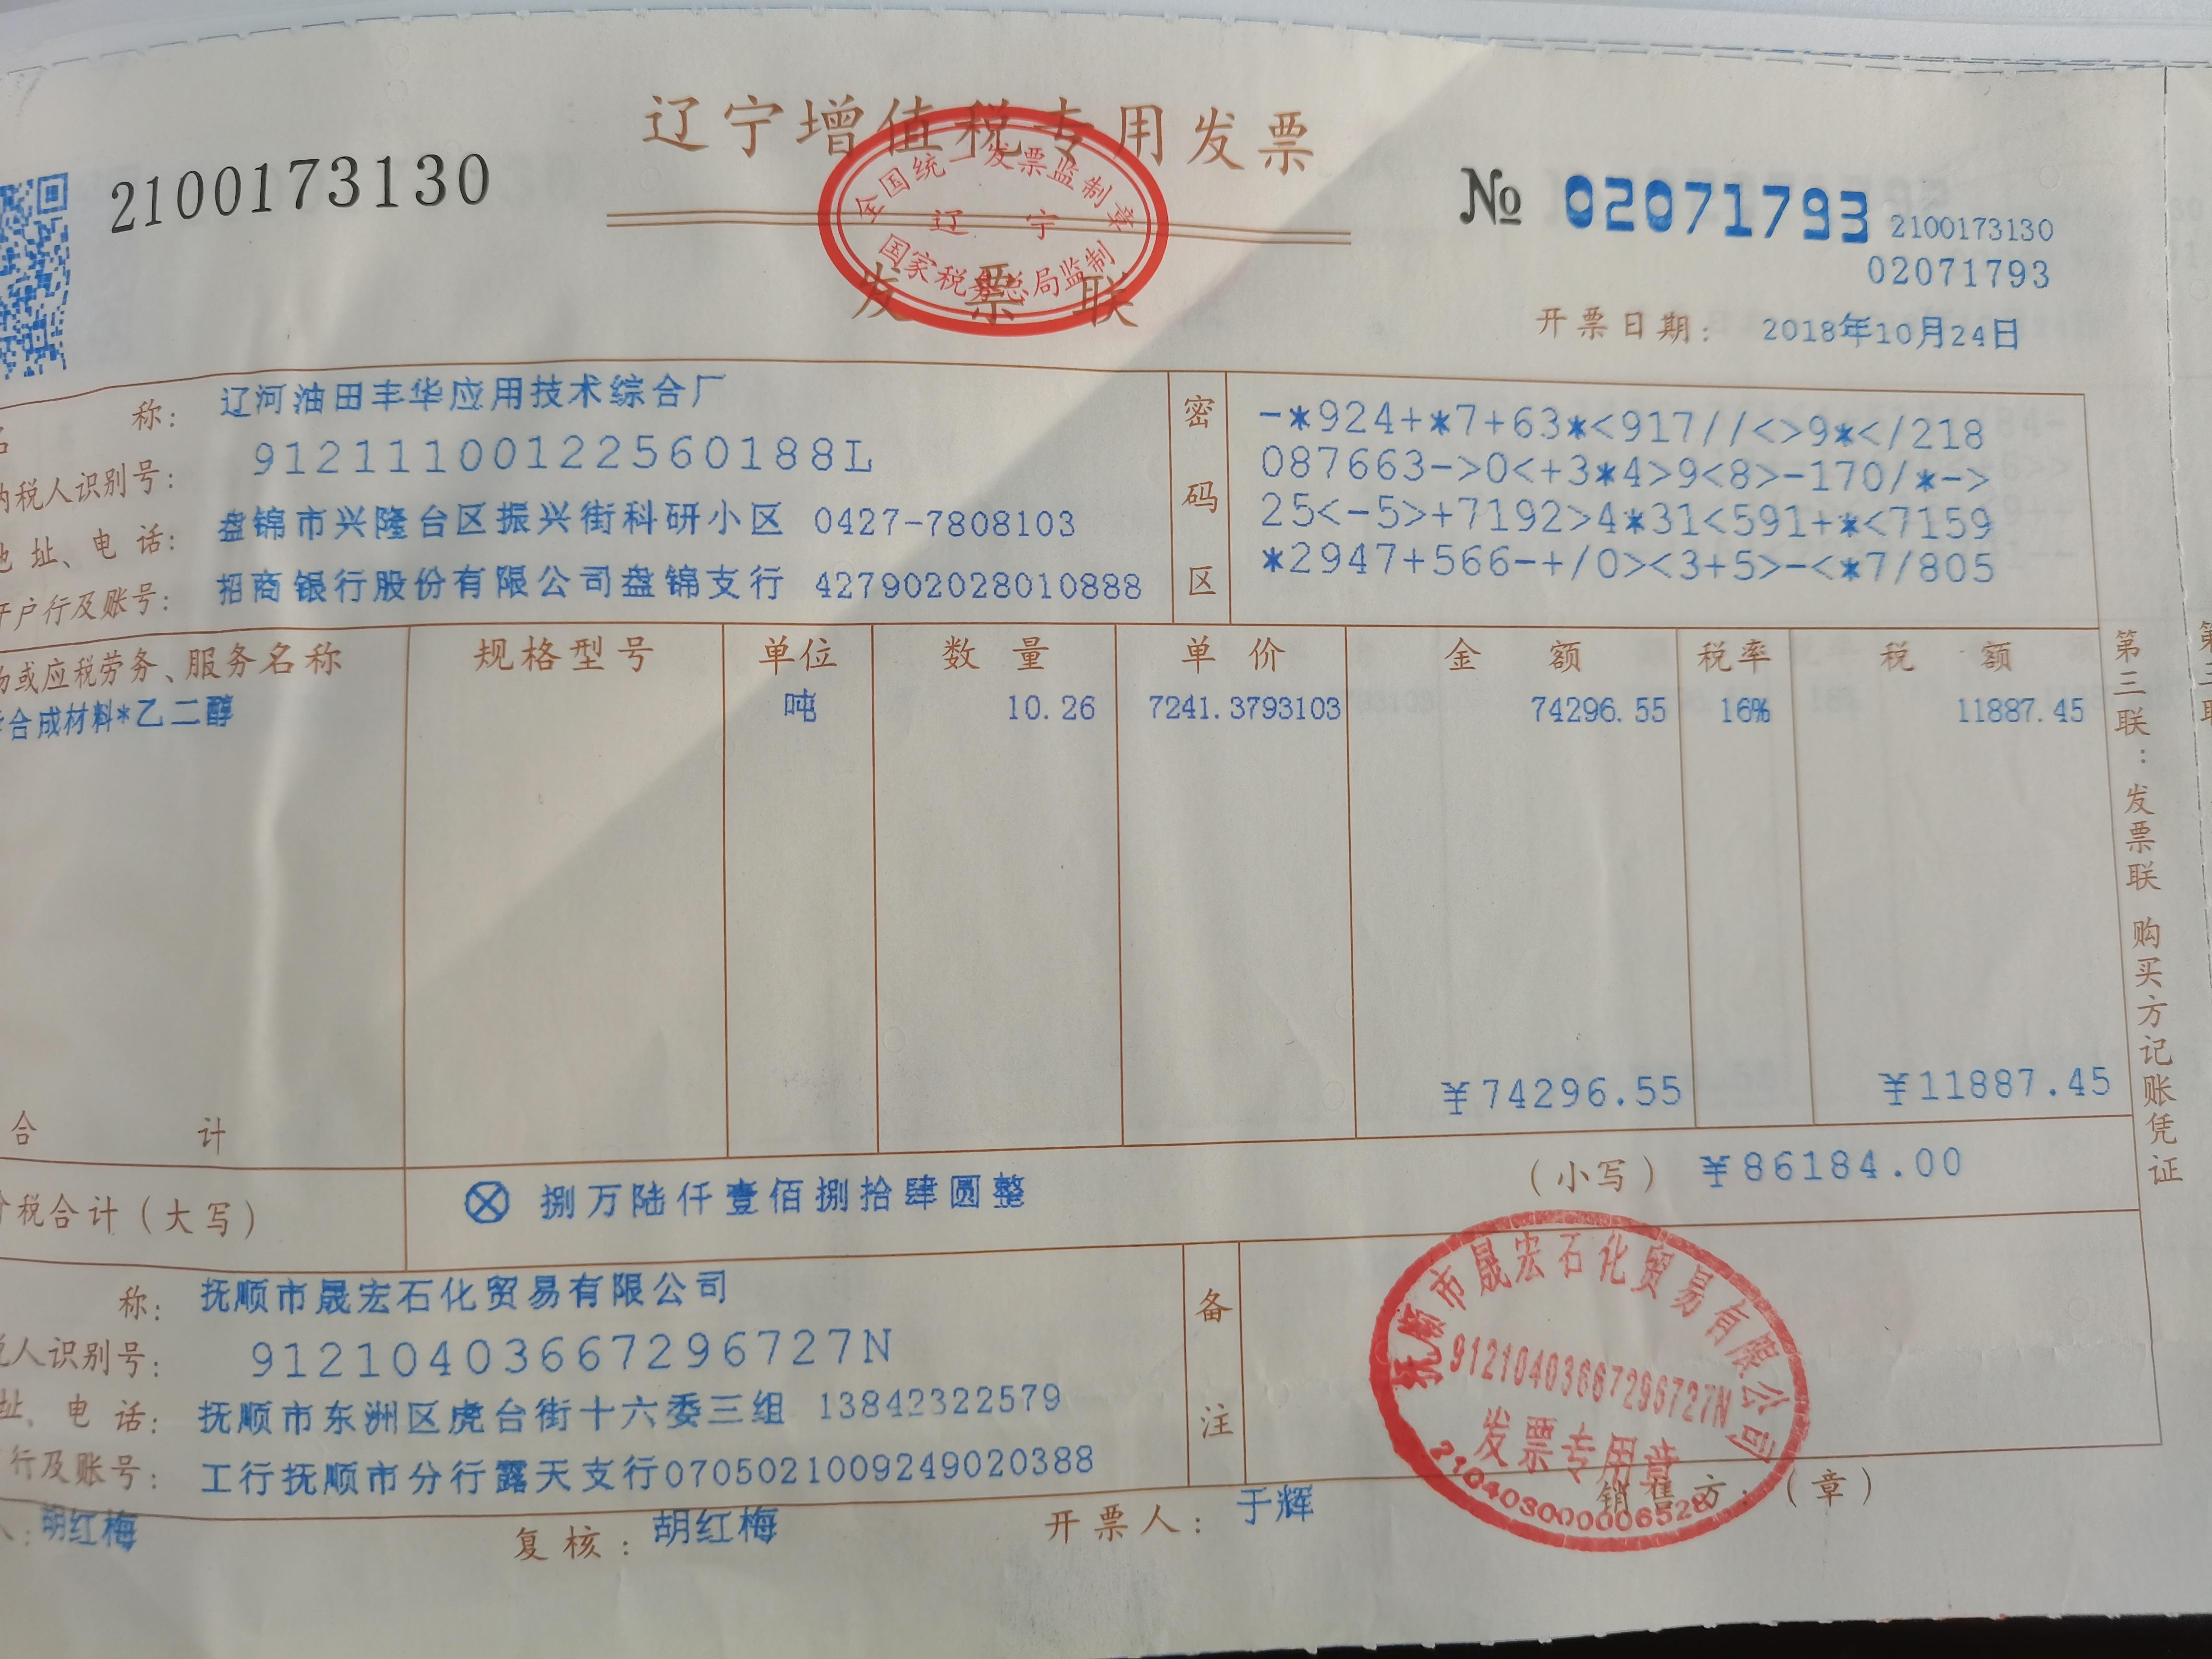 辽宁增值税专用发票
2100173130
№ 02071793 2100173130
02071793
全国统一发票监制章
辽宁
国家税务总局监制
发票联
开票日期: 2018年10月24日
称: 辽河油田丰华应用技术综合厂
纳税人识别号: 91211100122560188L
地址、电话: 盘锦市兴隆台区振兴街科研小区 0427-7808103
开户行及账号: 招商银行股份有限公司盘锦支行 427902028010888
密码区
-*924+*7+63*<917//<>9*</218
087663->0<+3*4>9<8>-170/*->
25<-5>+7192>4*31<591+*<7159
*2947+566-+/0><3+5>-<*7/805
物或应税劳务、服务名称 规格型号 单位 数量 单价 金额 税率 税额
合成材料*乙二醇 吨 10.26 7241.3793103 74296.55 16% 11887.45
合计 ¥74296.55 ¥11887.45
价税合计(大写) ⊗捌万陆仟壹佰捌拾肆圆整 (小写) ¥86184.00
称: 抚顺市晟宏石化贸易有限公司
税人识别号: 91210403667296727N
址、电话: 抚顺市东洲区虎台街十六委三组 13842322579
行及账号: 工行抚顺市分行露天支行0705021009249020388
备注
抚顺市晟宏石化贸易有限公司
91210403667296727N
发票专用章
2104030000006528
人: 胡红梅 复核: 胡红梅 开票人: 于辉 销售方:(章)
第三联:发票联 购买方记账凭证